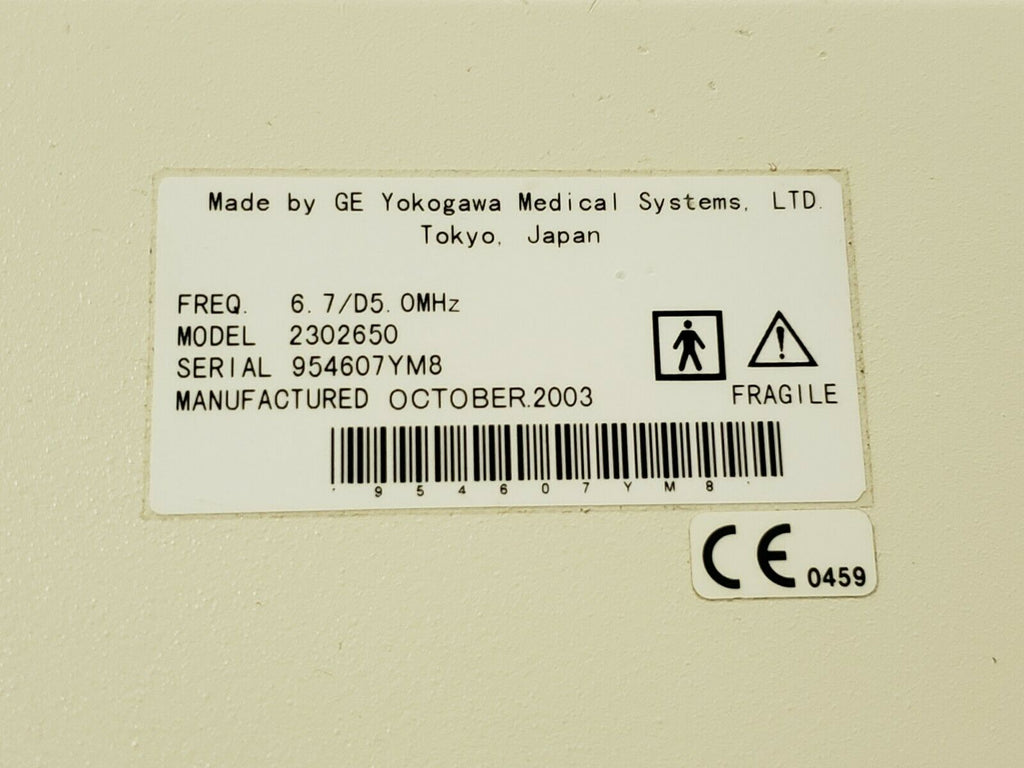 Made by GE Yokogawa Medical Systems, LTD.
Tokyo, Japan
FREQ. 6.7/D5.0MHz
MODEL 2302650
SERIAL 954607YM8
MANUFACTURED OCTOBER.2003
FRAGILE
954607YM8
CE 0459